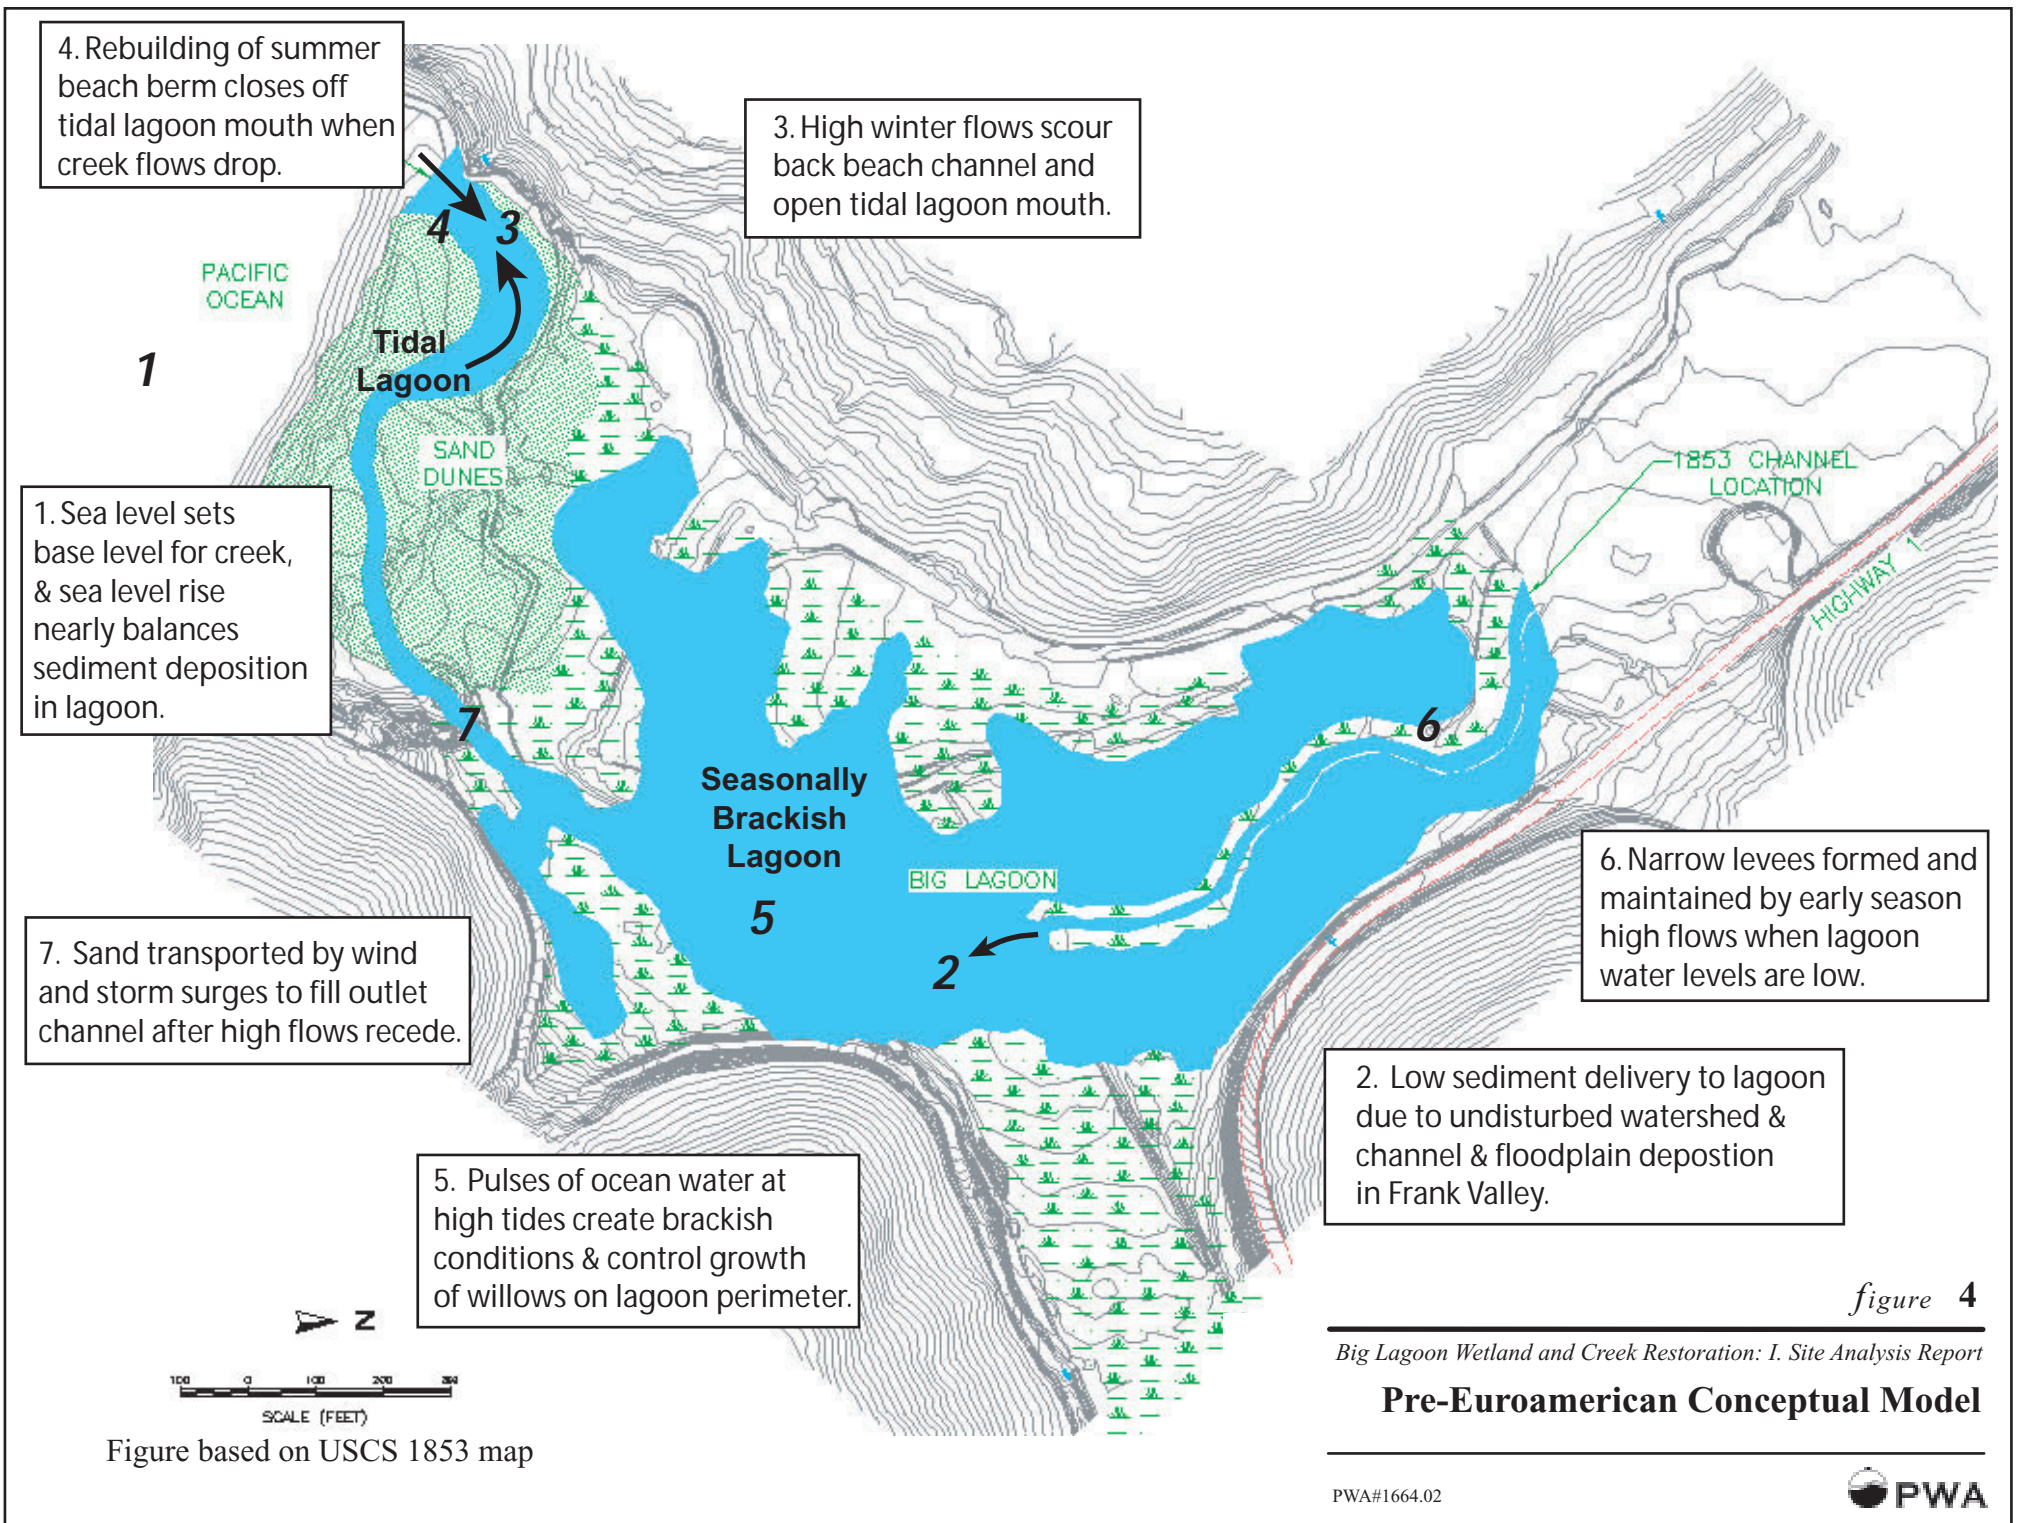 4. Rebuilding of summer
beach berm closes off
tidal lagoon mouth when
creek flows drop.
3. High winter flows scour
back beach channel and
open tidal lagoon mouth.
4
3
PACIFIC
OCEAN
1
Tidal
Lagoon
SAND
DUNES
1853 CHANNEL
LOCATION
HIGHWAY 1
1. Sea level sets
base level for creek,
& sea level rise
nearly balances
sediment deposition
in lagoon.
7
6
Seasonally
Brackish
Lagoon
BIG LAGOON
5
2
6. Narrow levees formed and
maintained by early season
high flows when lagoon
water levels are low.
7. Sand transported by wind
and storm surges to fill outlet
channel after high flows recede.
2. Low sediment delivery to lagoon
due to undisturbed watershed &
channel & floodplain depostion
in Frank Valley.
5. Pulses of ocean water at
high tides create brackish
conditions & control growth
of willows on lagoon perimeter.
N
100 0 100 200 300
SCALE (FEET)
Figure based on USCS 1853 map
figure 4
Big Lagoon Wetland and Creek Restoration: I. Site Analysis Report
Pre-Euroamerican Conceptual Model
PWA#1664.02
PWA